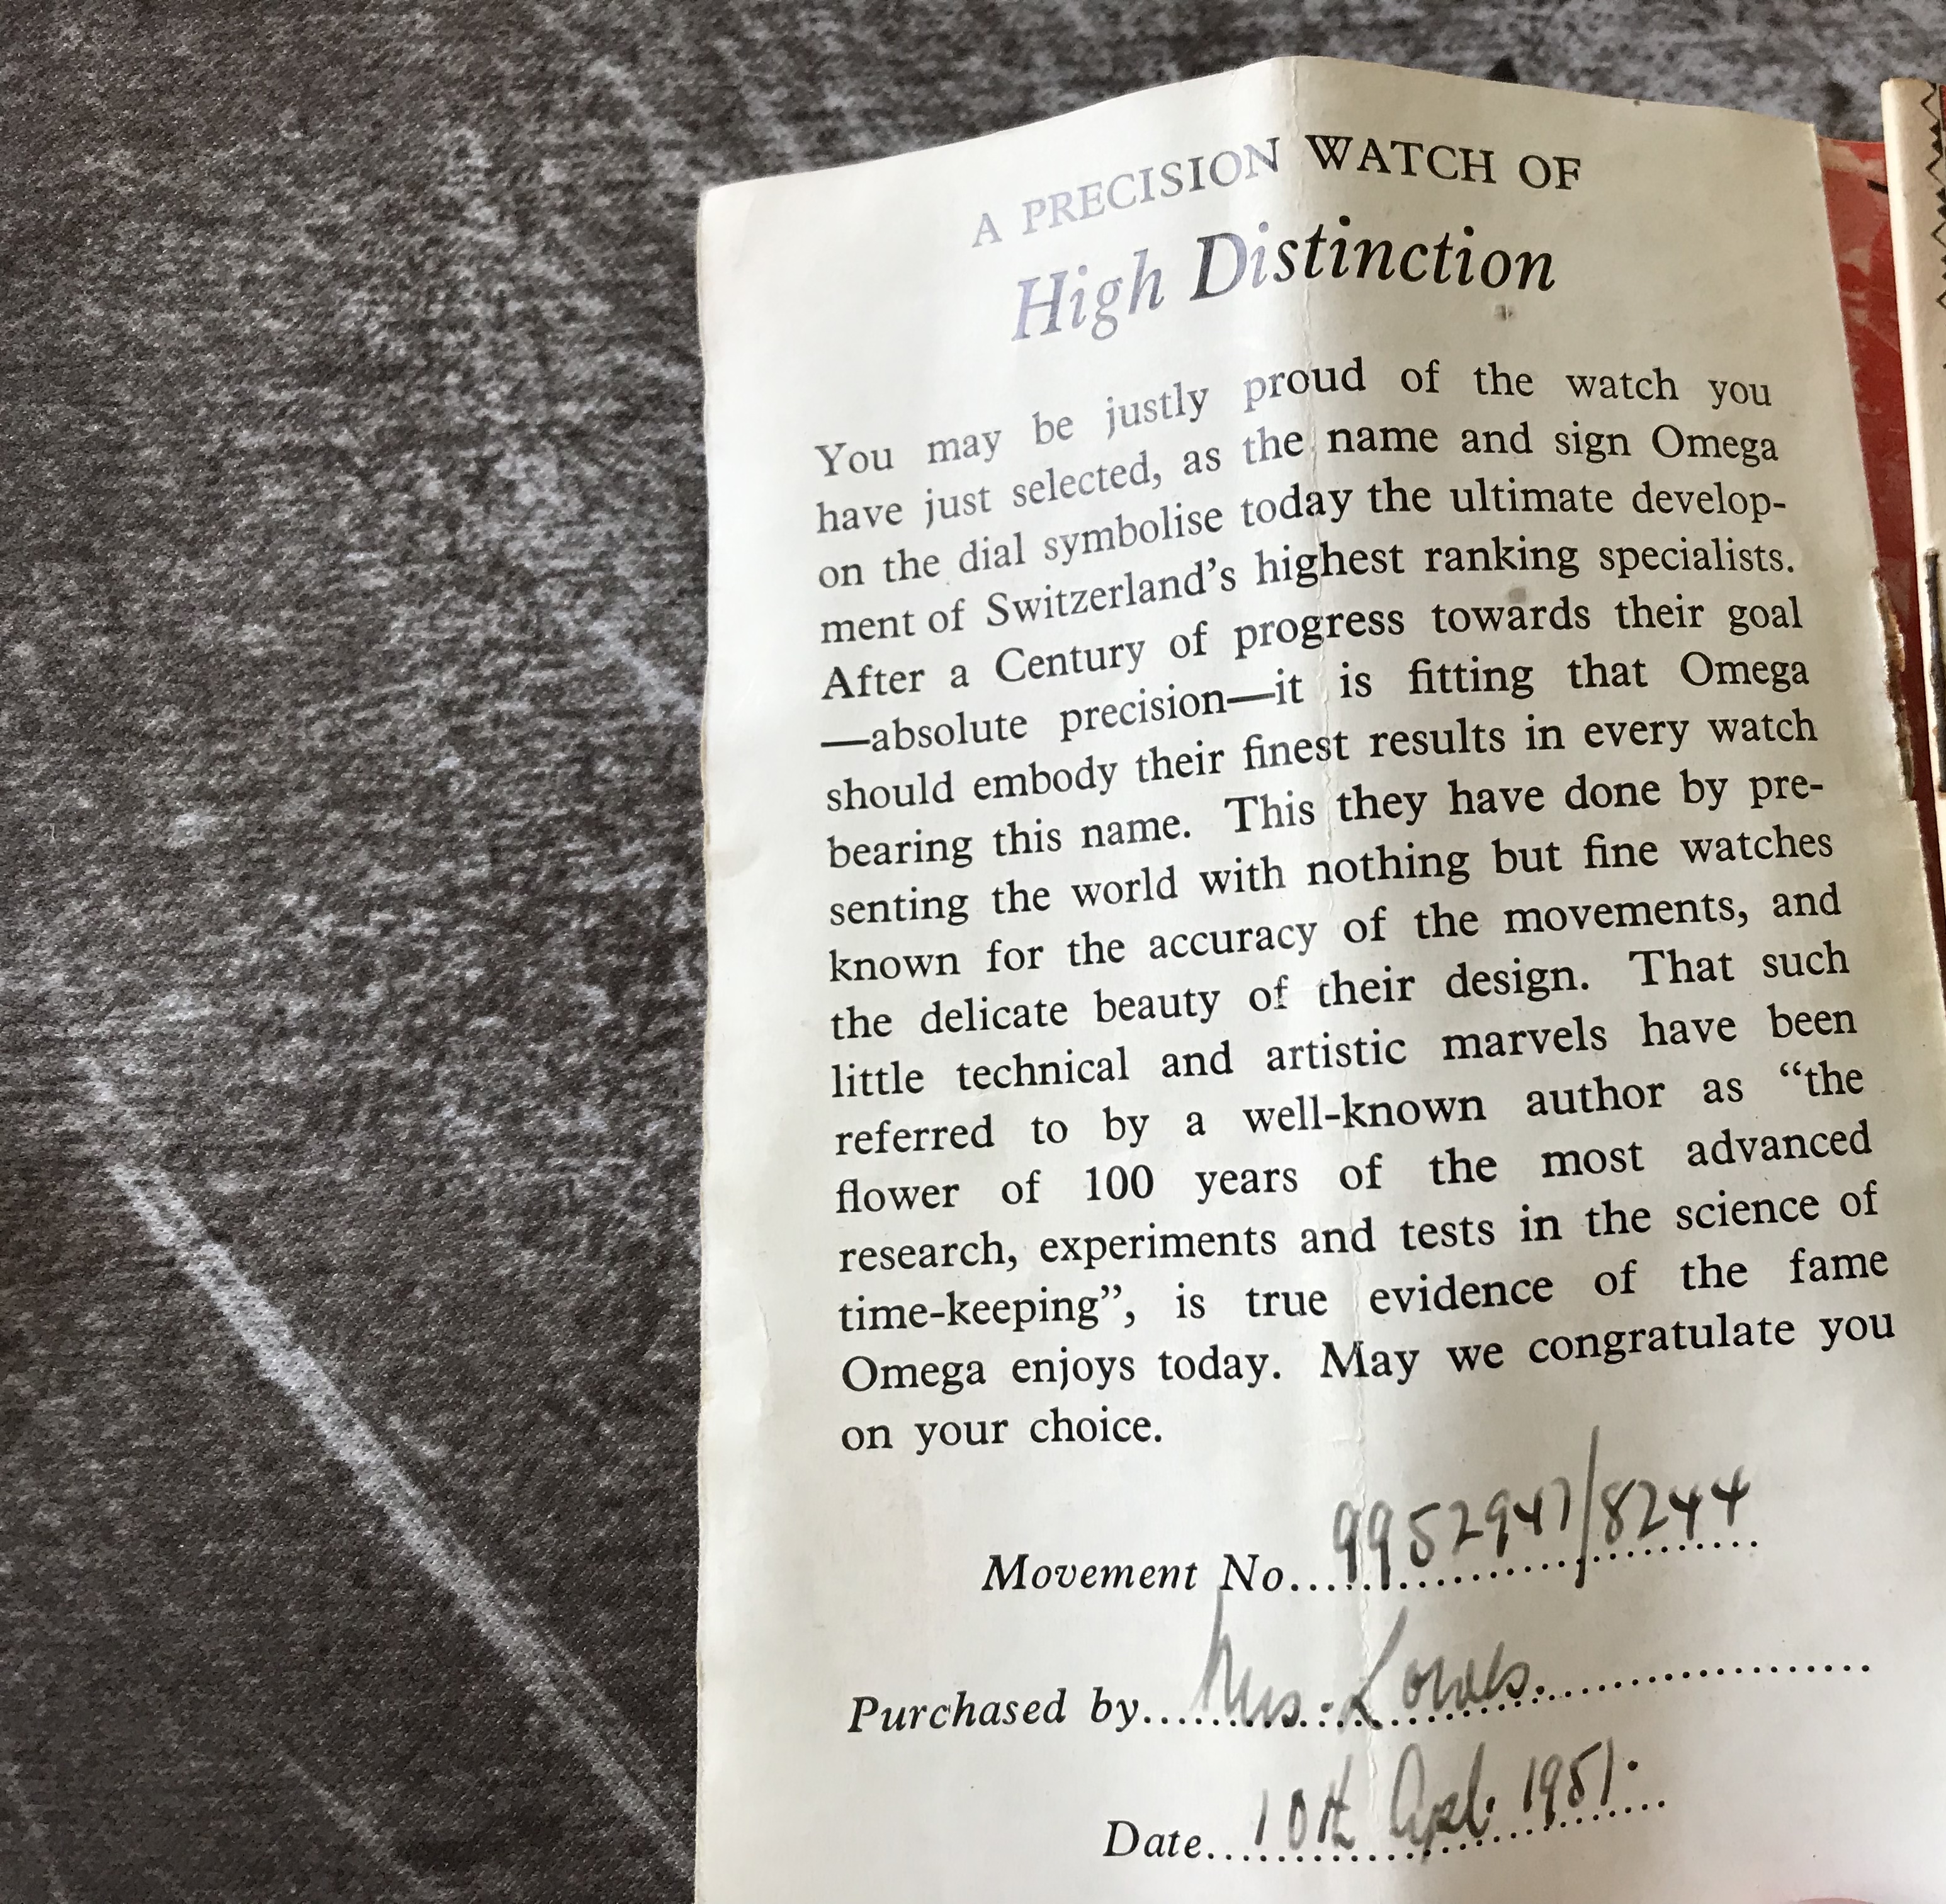 A PRECISION WATCH OF
High Distinction
You may be justly proud of the watch you
have just selected, as the name and sign Omega
on the dial symbolise today the ultimate develop-
ment of Switzerland's highest ranking specialists.
After a Century of progress towards their goal
—absolute precision—it is fitting that Omega
should embody their finest results in every watch
bearing this name. This they have done by pre-
senting the world with nothing but fine watches
known for the accuracy of the movements, and
the delicate beauty of their design. That such
little technical and artistic marvels have been
referred to by a well-known author as “the
flower of 100 years of the most advanced
research, experiments and tests in the science of
time-keeping”, is true evidence of the fame
Omega enjoys today. May we congratulate you
on your choice.
Movement No. 9952947/8244
Purchased by Mrs.
Date 10th April 1951.